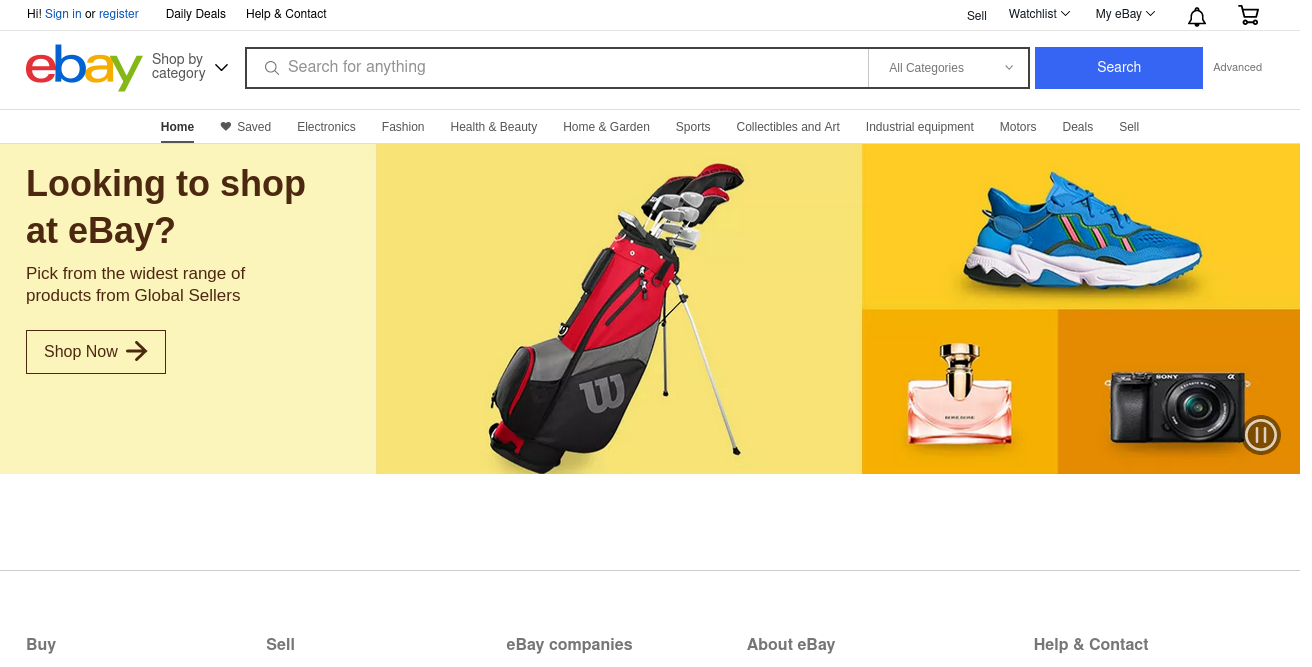 Hi! Sign in or register
Daily Deals
Help & Contact
Sell
Watchlist
My eBay
ebay
Shop by
category
Search for anything
All Categories
Search
Advanced
Home
Saved
Electronics
Fashion
Health & Beauty
Home & Garden
Sports
Collectibles and Art
Industrial equipment
Motors
Deals
Sell
Looking to shop
at eBay?
Pick from the widest range of
products from Global Sellers
Shop Now
W
SONY
α
Buy
Sell
eBay companies
About eBay
Help & Contact